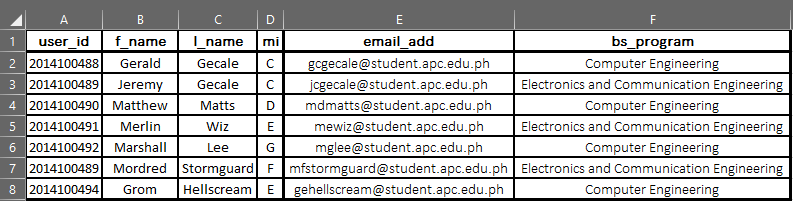 A B C D E F
1 user_id f_name l_name mi email_add bs_program
2 2014100488 Gerald Gecale C gcgecale@student.apc.edu.ph Computer Engineering
3 2014100489 Jeremy Gecale C jcgecale@student.apc.edu.ph Electronics and Communication Engineering
4 2014100490 Matthew Matts D mdmatts@student.apc.edu.ph Computer Engineering
5 2014100491 Merlin Wiz E mewiz@student.apc.edu.ph Electronics and Communication Engineering
6 2014100492 Marshall Lee G mglee@student.apc.edu.ph Computer Engineering
7 2014100489 Mordred Stormguard F mfstormguard@student.apc.edu.ph Electronics and Communication Engineering
8 2014100494 Grom Hellscream E gehellscream@student.apc.edu.ph Computer Engineering